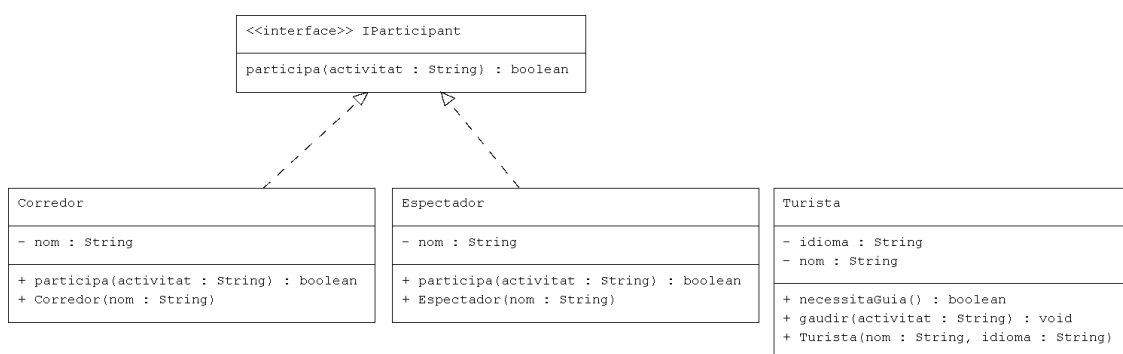 <<interface>> IParticipant
participa(activitat : String) : boolean
Corredor
- nom : String
+ participa(activitat : String) : boolean
+ Corredor(nom : String)
Espectador
- nom : String
+ participa(activitat : String) : boolean
+ Espectador(nom : String)
Turista
- idioma : String
- nom : String
+ necessitaGuia() : boolean
+ gaudir(activitat : String) : void
+ Turista(nom : String, idioma : String)